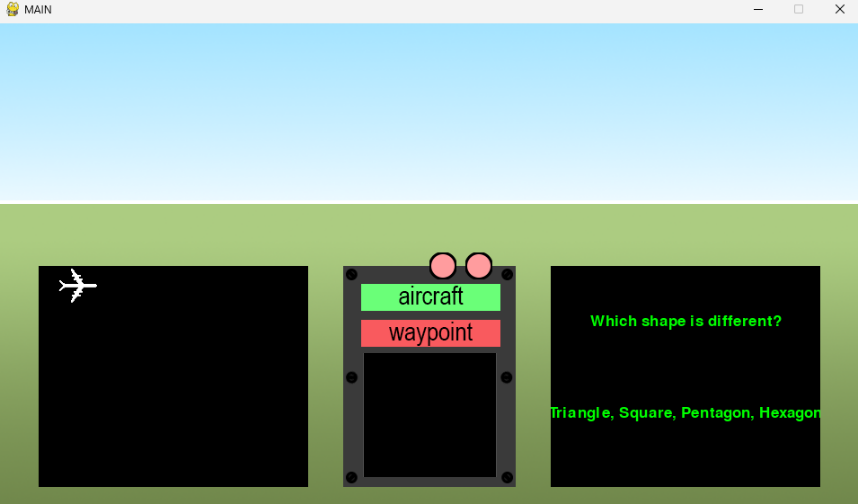 MAIN
aircraft
waypoint
Which shape is different?
Triangle, Square, Pentagon, Hexagon